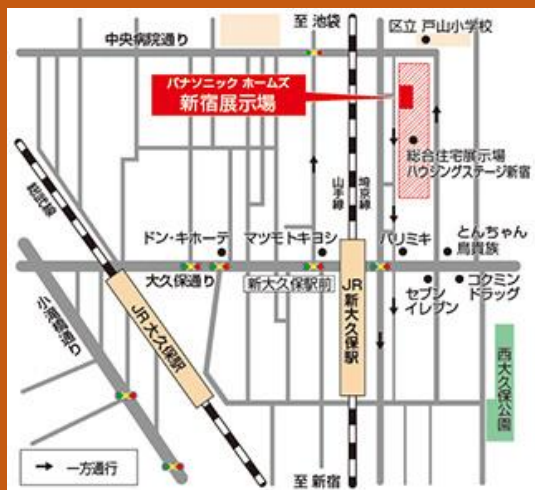 至 池袋
区立 戸山小学校
中央病院通り
パナソニック ホームズ
新宿展示場
総合住宅展示場
ハウジングステージ新宿
山手線
埼京線
総武線
ドン・キホーテ
マツモトキヨシ
パリミキ
とんちゃん
鳥貴族
大久保通り
新大久保駅前
JR新大久保駅
セブン
イレブン
コクミン
ドラッグ
小滝橋通り
JR大久保駅
西大久保公園
一方通行
至 新宿